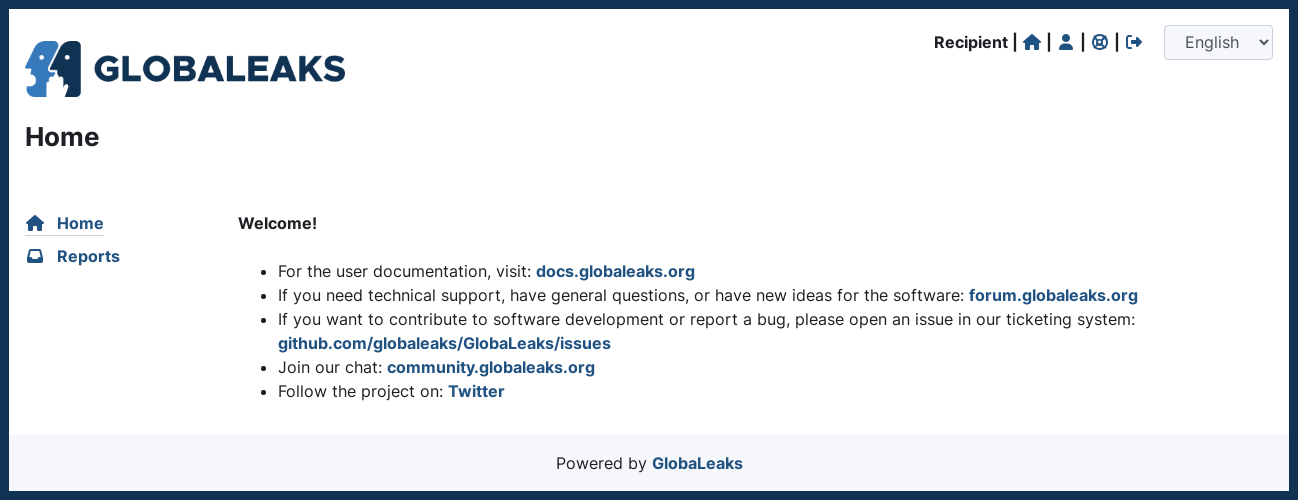 Recipient | | | |
English
GLOBALEAKS
Home
Home
Reports
Welcome!
• For the user documentation, visit: docs.globaleaks.org
• If you need technical support, have general questions, or have new ideas for the software: forum.globaleaks.org
• If you want to contribute to software development or report a bug, please open an issue in our ticketing system:
github.com/globaleaks/GlobaLeaks/issues
• Join our chat: community.globaleaks.org
• Follow the project on: Twitter
Powered by GlobaLeaks